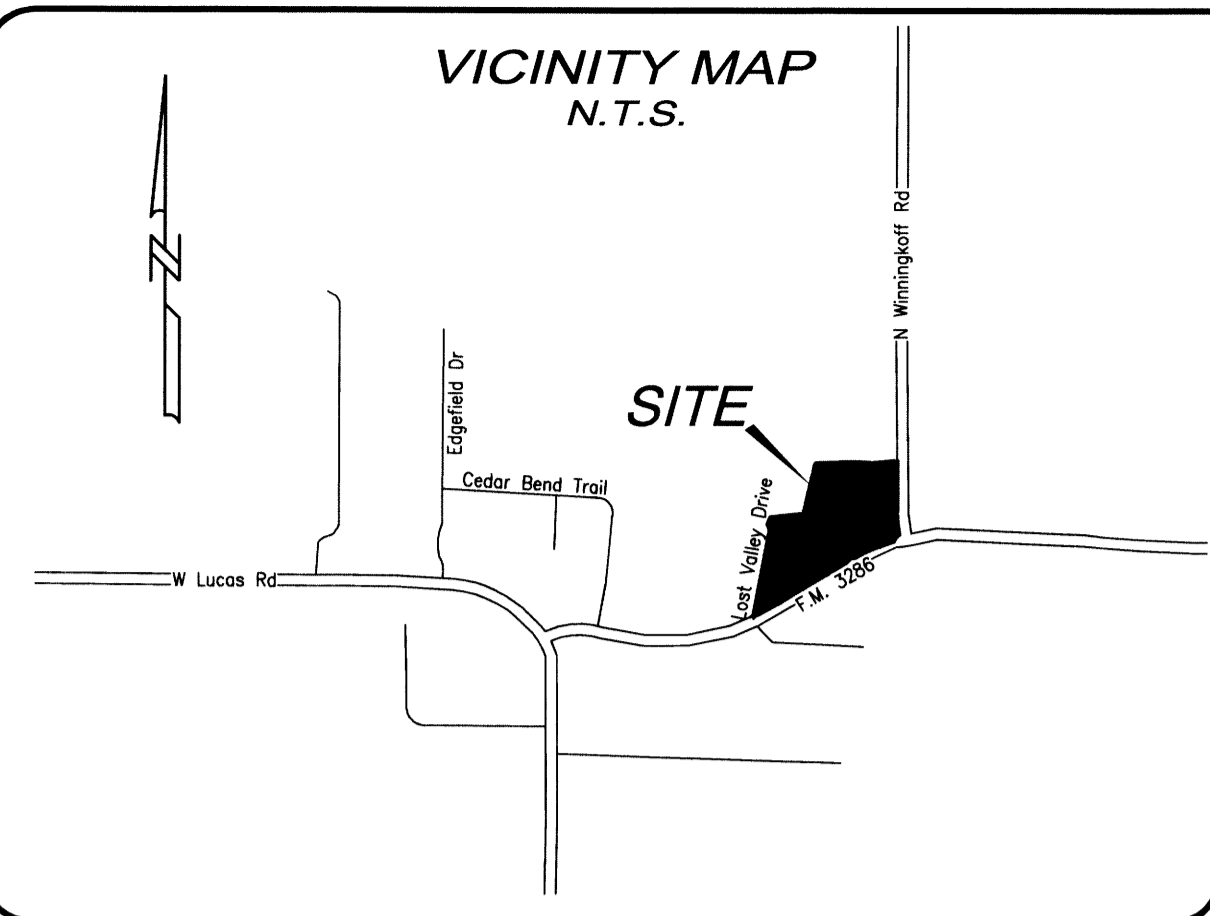 VICINITY MAP
N.T.S.
N
N Winningkoff Rd
Edgefield Dr
SITE
Cedar Bend Trail
Lost Valley Drive
W Lucas Rd
F.M. 3286